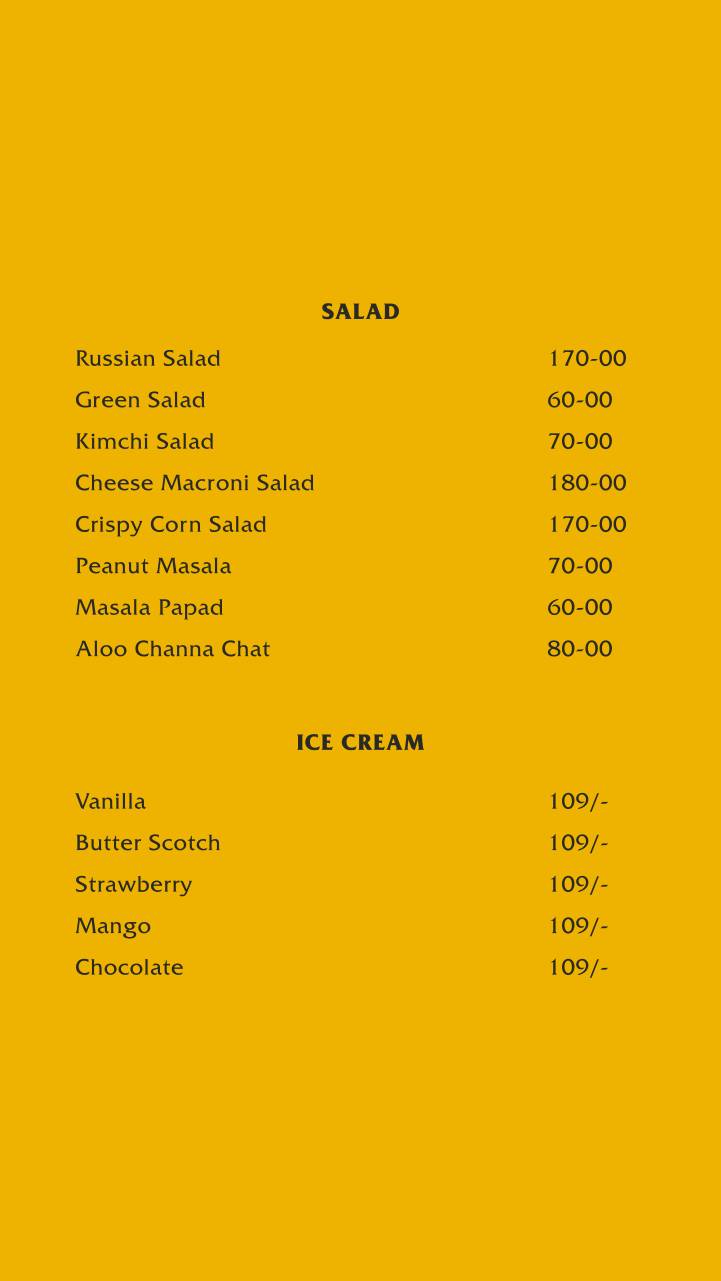 SALAD
Russian Salad 170-00
Green Salad 60-00
Kimchi Salad 70-00
Cheese Macroni Salad 180-00
Crispy Corn Salad 170-00
Peanut Masala 70-00
Masala Papad 60-00
Aloo Channa Chat 80-00
ICE CREAM
Vanilla 109/-
Butter Scotch 109/-
Strawberry 109/-
Mango 109/-
Chocolate 109/-